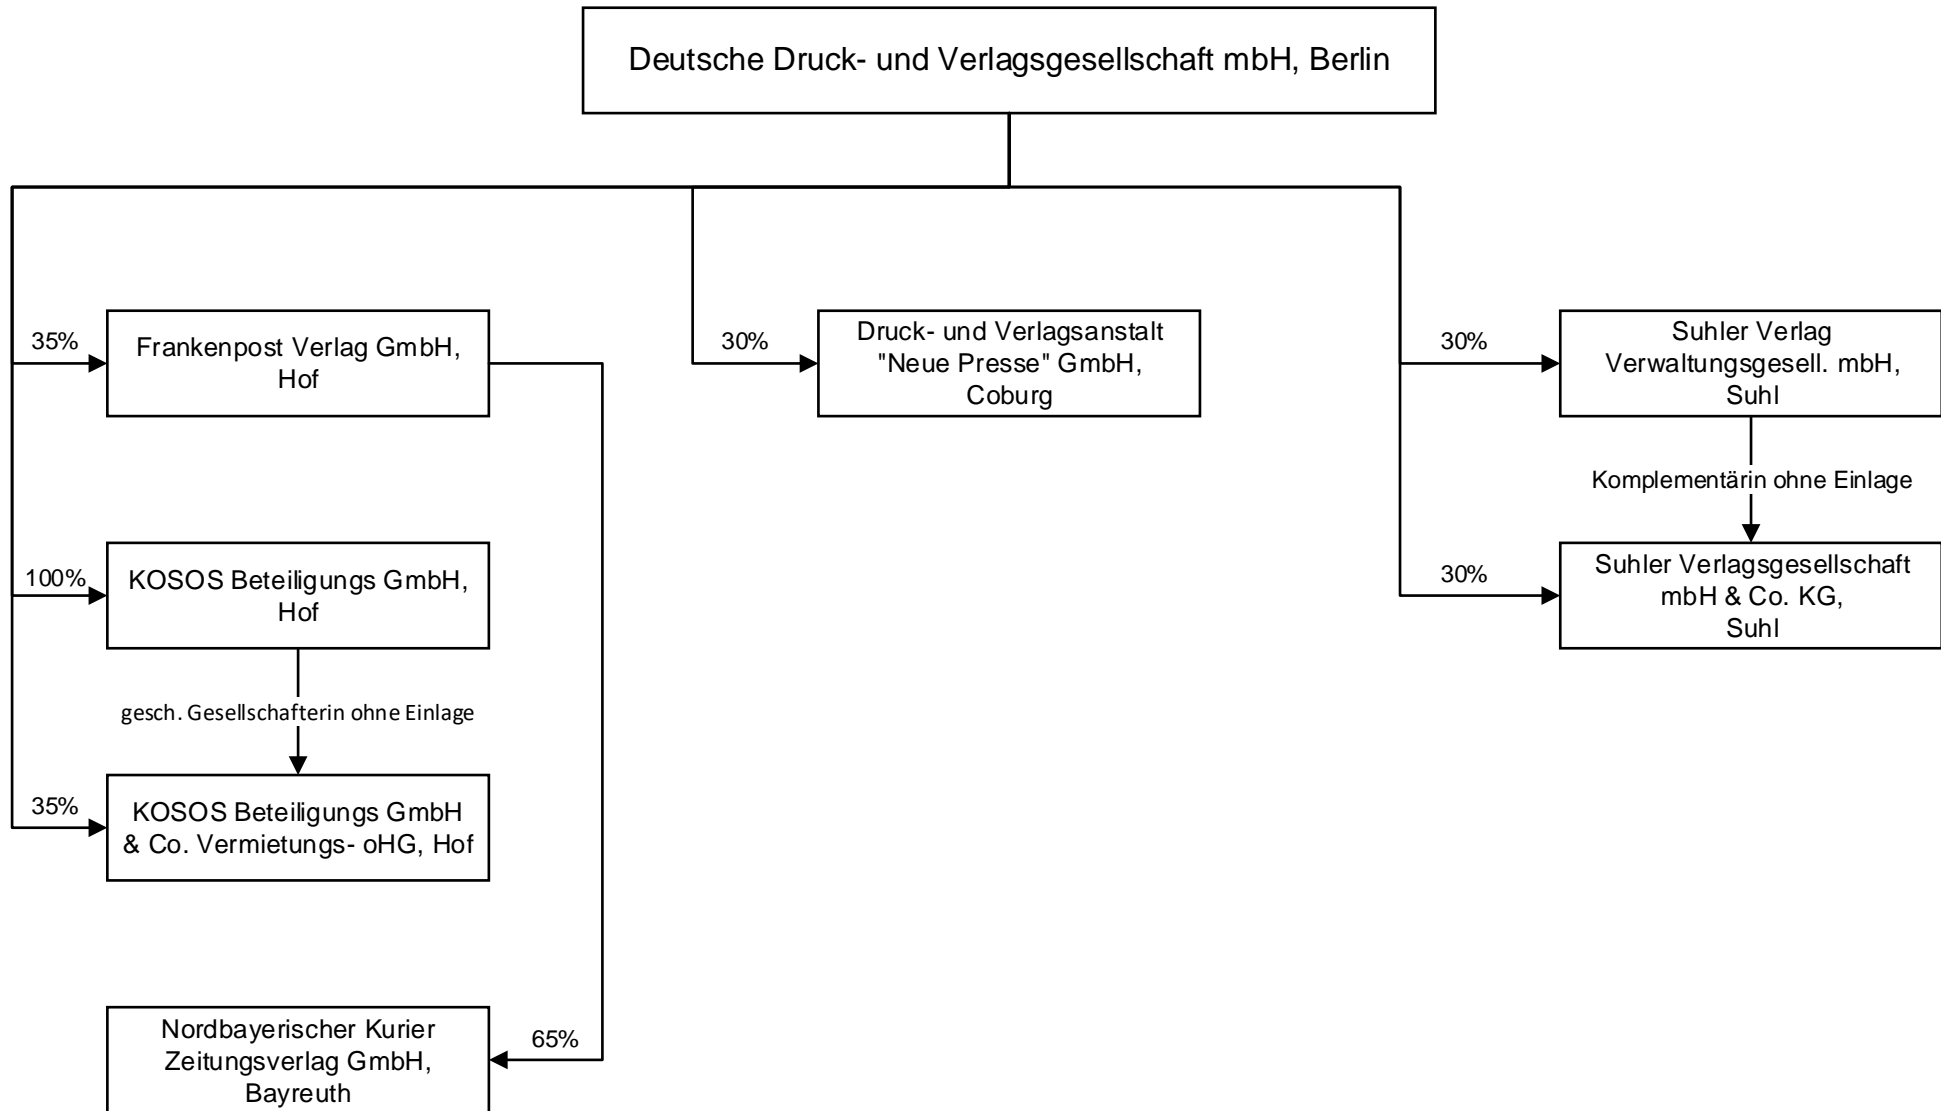 Deutsche Druck- und Verlagsgesellschaft mbH, Berlin
35%
Frankenpost Verlag GmbH,
Hof
30%
Druck- und Verlagsanstalt
"Neue Presse" GmbH,
Coburg
30%
Suhler Verlag
Verwaltungsgesell. mbH,
Suhl
Komplementärin ohne Einlage
100%
KOSOS Beteiligungs GmbH,
Hof
30%
Suhler Verlagsgesellschaft
mbH & Co. KG,
Suhl
gesch. Gesellschafterin ohne Einlage
35%
KOSOS Beteiligungs GmbH
& Co. Vermietungs- oHG, Hof
Nordbayerischer Kurier
Zeitungsverlag GmbH,
Bayreuth
65%